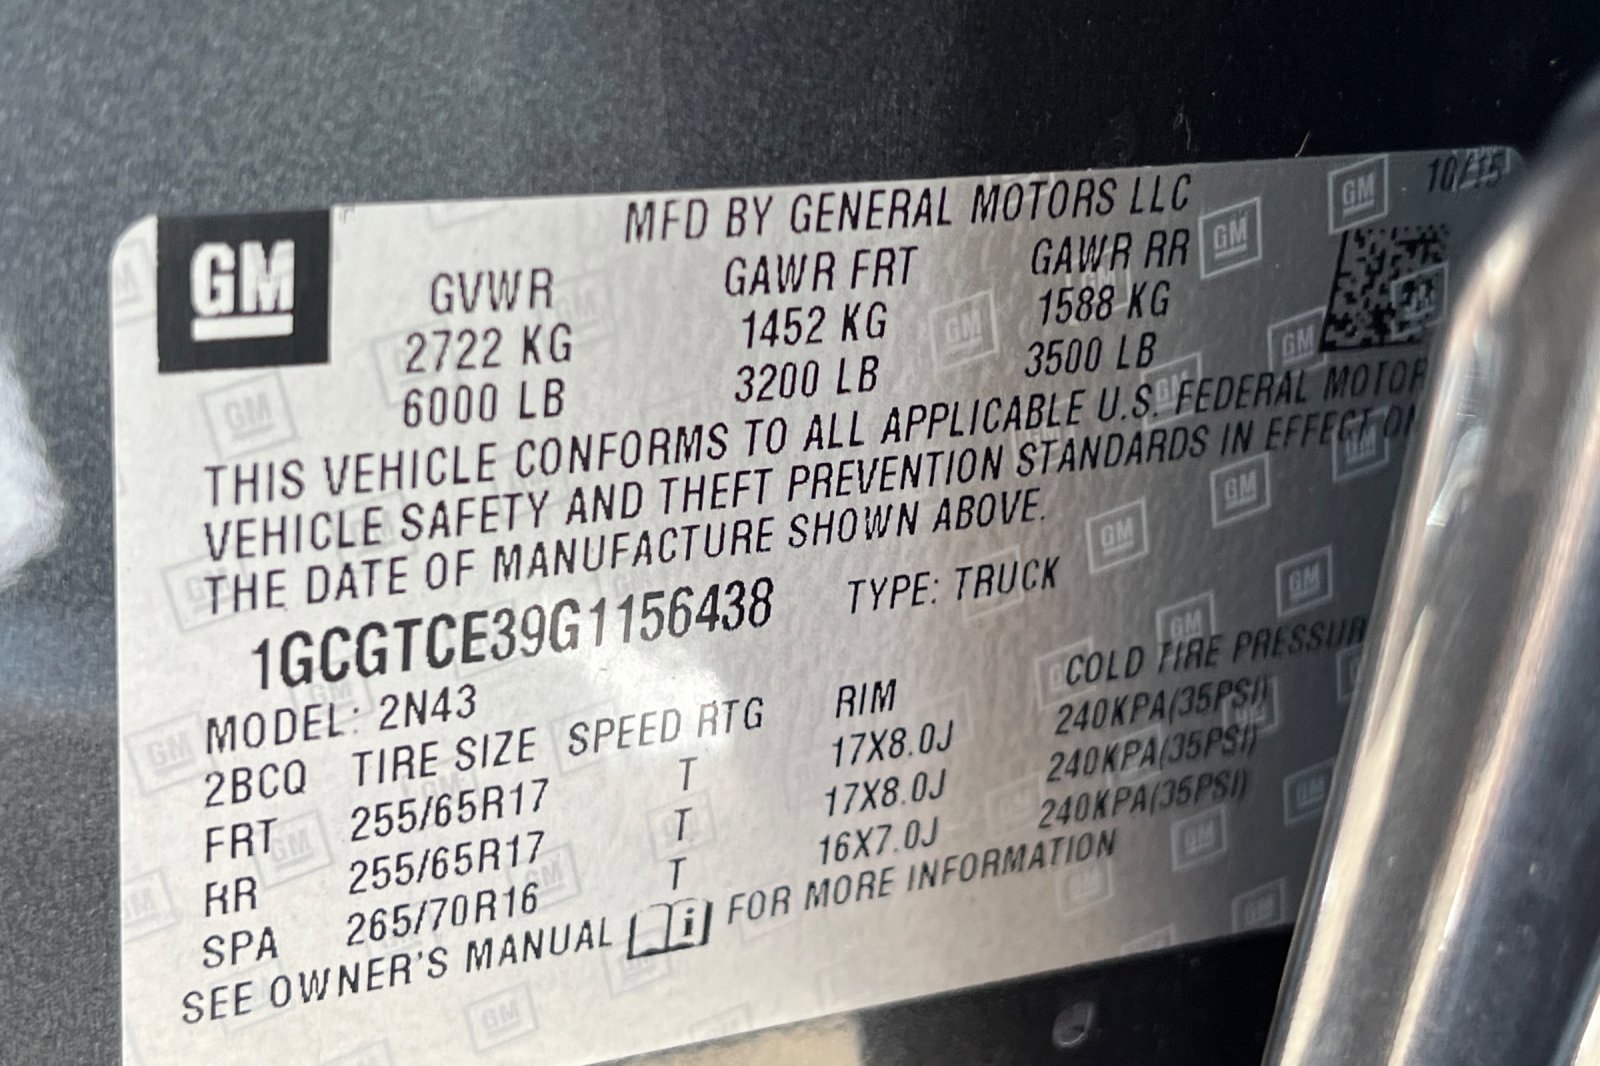 10/15
MFD BY GENERAL MOTORS LLC
GM
GVWR GAWR FRT GAWR RR
2722 KG 1452 KG 1588 KG
6000 LB 3200 LB 3500 LB
THIS VEHICLE CONFORMS TO ALL APPLICABLE U.S. FEDERAL MOTOR
VEHICLE SAFETY AND THEFT PREVENTION STANDARDS IN EFFECT ON
THE DATE OF MANUFACTURE SHOWN ABOVE.
1GCGTCE39G1156438 TYPE: TRUCK
MODEL: 2N43
2BCQ TIRE SIZE SPEED RTG RIM COLD TIRE PRESSUR
FRT 255/65R17 T 17X8.0J 240KPA(35PSI)
RR 255/65R17 T 17X8.0J 240KPA(35PSI)
SPA 265/70R16 T 16X7.0J 240KPA(35PSI)
SEE OWNER'S MANUAL i FOR MORE INFORMATION